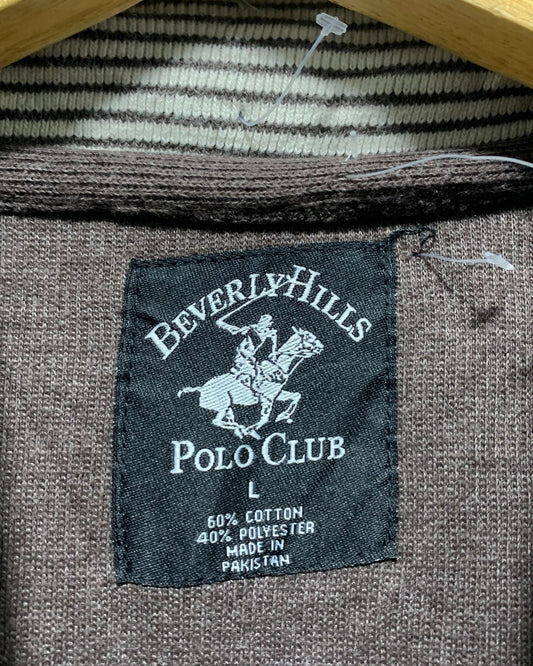 BEVERLY HILLS
POLO CLUB
L
60% COTTON
40% POLYESTER
MADE IN
PAKISTAN